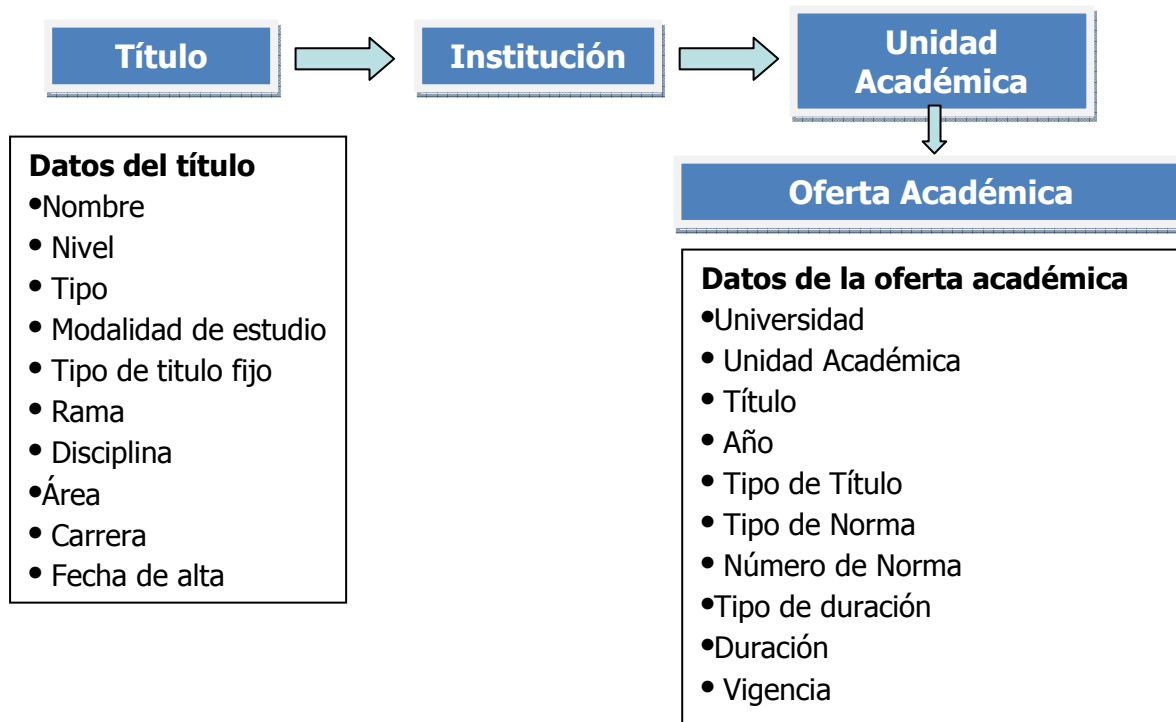 Título
Institución
Unidad
Académica
Datos del título
•Nombre
• Nivel
• Tipo
• Modalidad de estudio
• Tipo de titulo fijo
• Rama
• Disciplina
•Área
• Carrera
• Fecha de alta
Oferta Académica
Datos de la oferta académica
•Universidad
• Unidad Académica
• Título
• Año
• Tipo de Título
• Tipo de Norma
• Número de Norma
•Tipo de duración
•Duración
• Vigencia